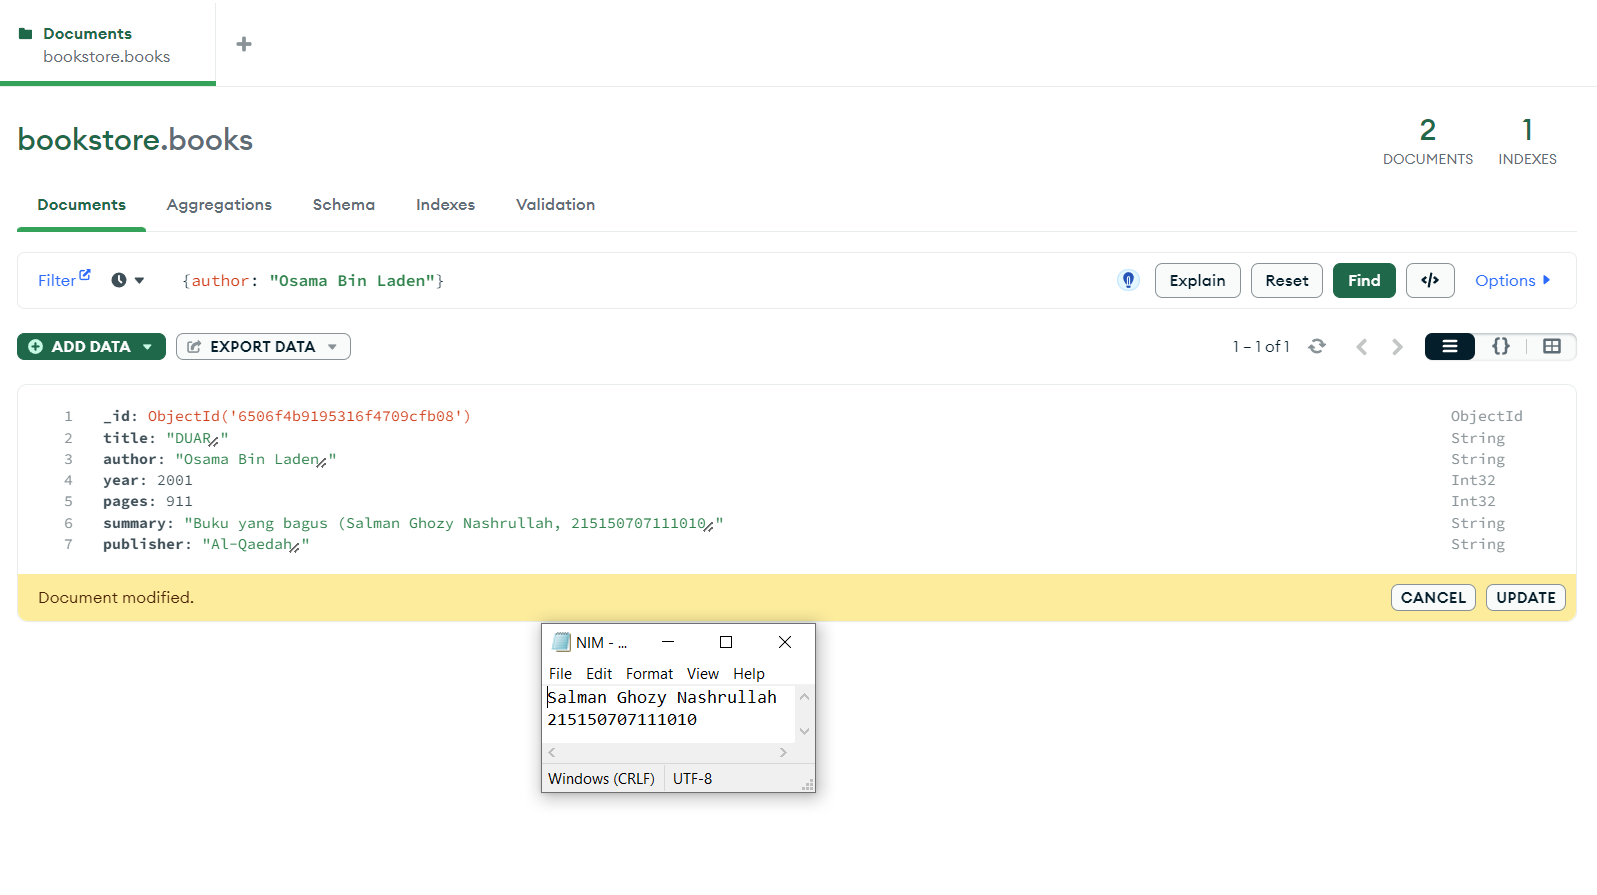 Documents
bookstore.books
bookstore.books
2
DOCUMENTS
1
INDEXES
Documents Aggregations Schema Indexes Validation
Filter {author: "Osama Bin Laden"} Explain Reset Find </> Options
ADD DATA EXPORT DATA 1 – 1 of 1 {}
1 _id: ObjectId('6506f4b9195316f4709cfb08') ObjectId
2 title: "DUAR" String
3 author: "Osama Bin Laden" String
4 year: 2001 Int32
5 pages: 911 Int32
6 summary: "Buku yang bagus (Salman Ghozy Nashrullah, 215150707111010" String
7 publisher: "Al-Qaedah" String
Document modified. CANCEL UPDATE
NIM - ...
File Edit Format View Help
Salman Ghozy Nashrullah
215150707111010
Windows (CRLF) UTF-8